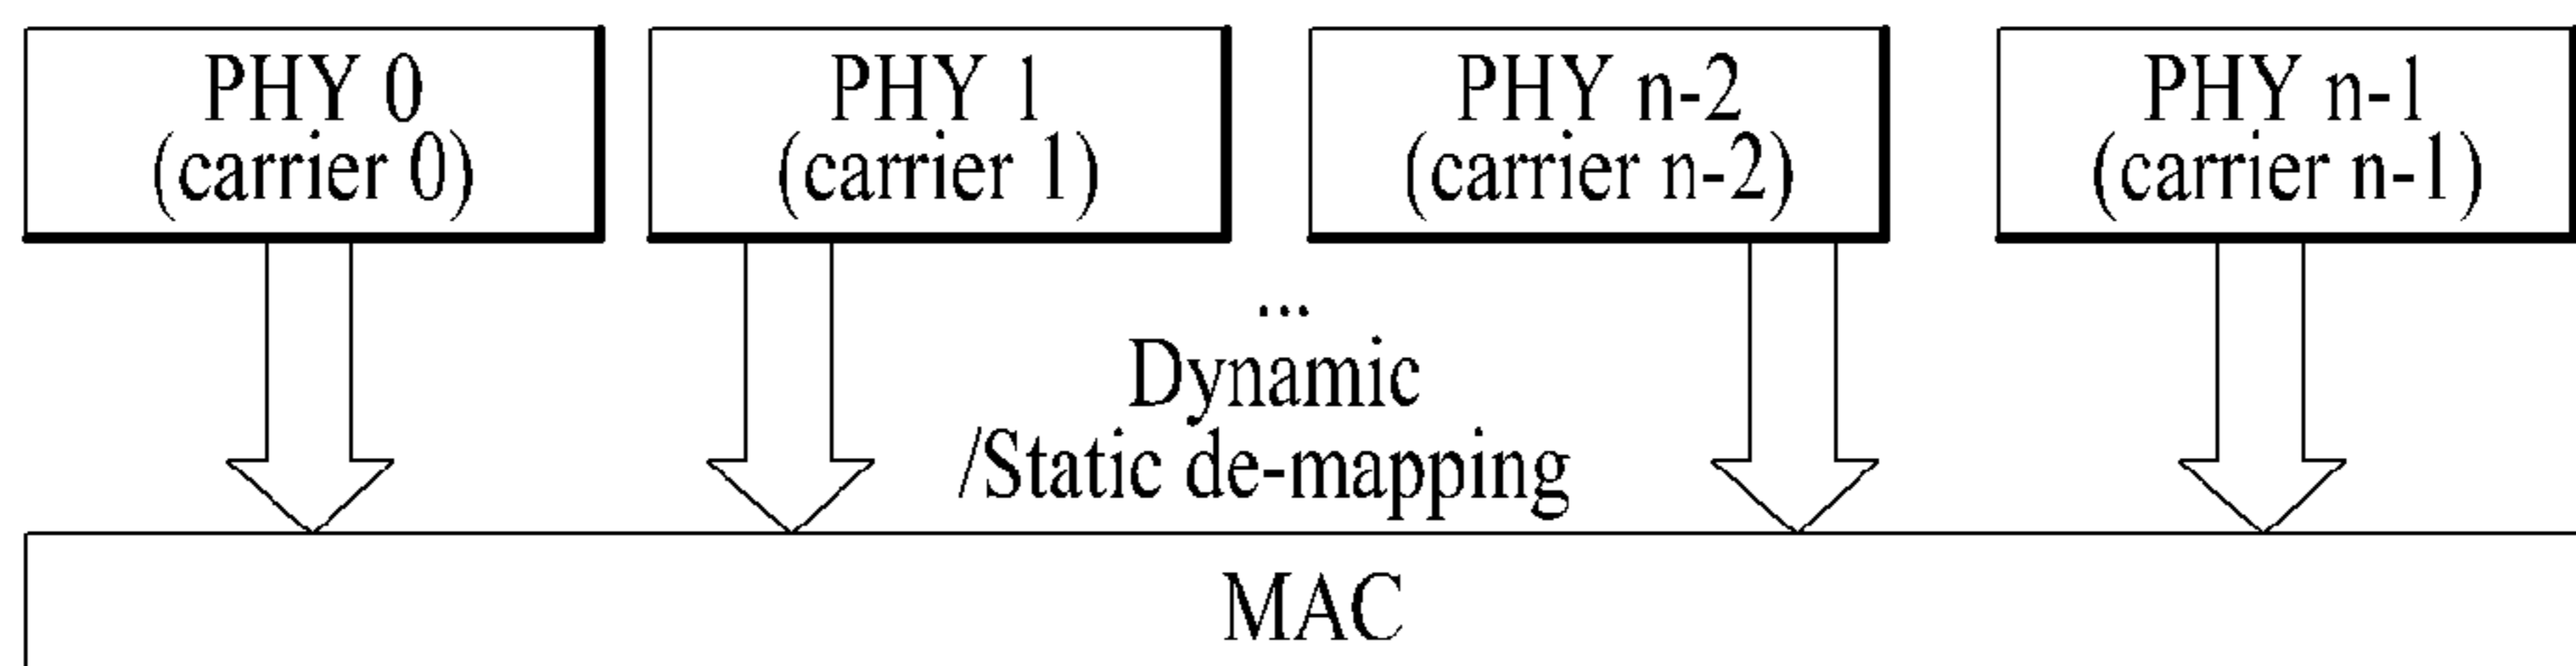 PHY 0
(carrier 0)
PHY 1
(carrier 1)
PHY n-2
(carrier n-2)
PHY n-1
(carrier n-1)
...
Dynamic
/Static de-mapping
MAC